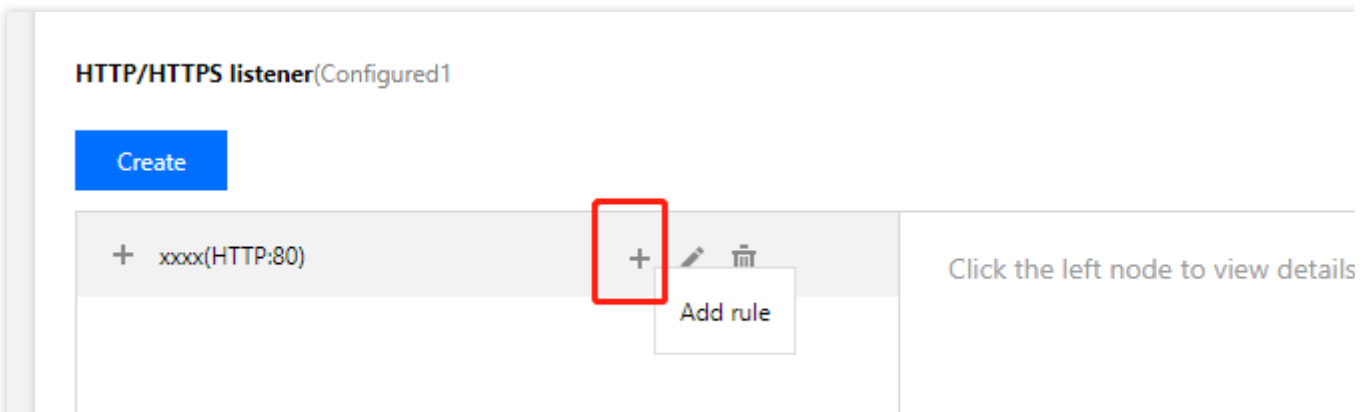 HTTP/HTTPS listener(Configured1
Create
xxxx(HTTP:80)
Click the left node to view details
Add rule